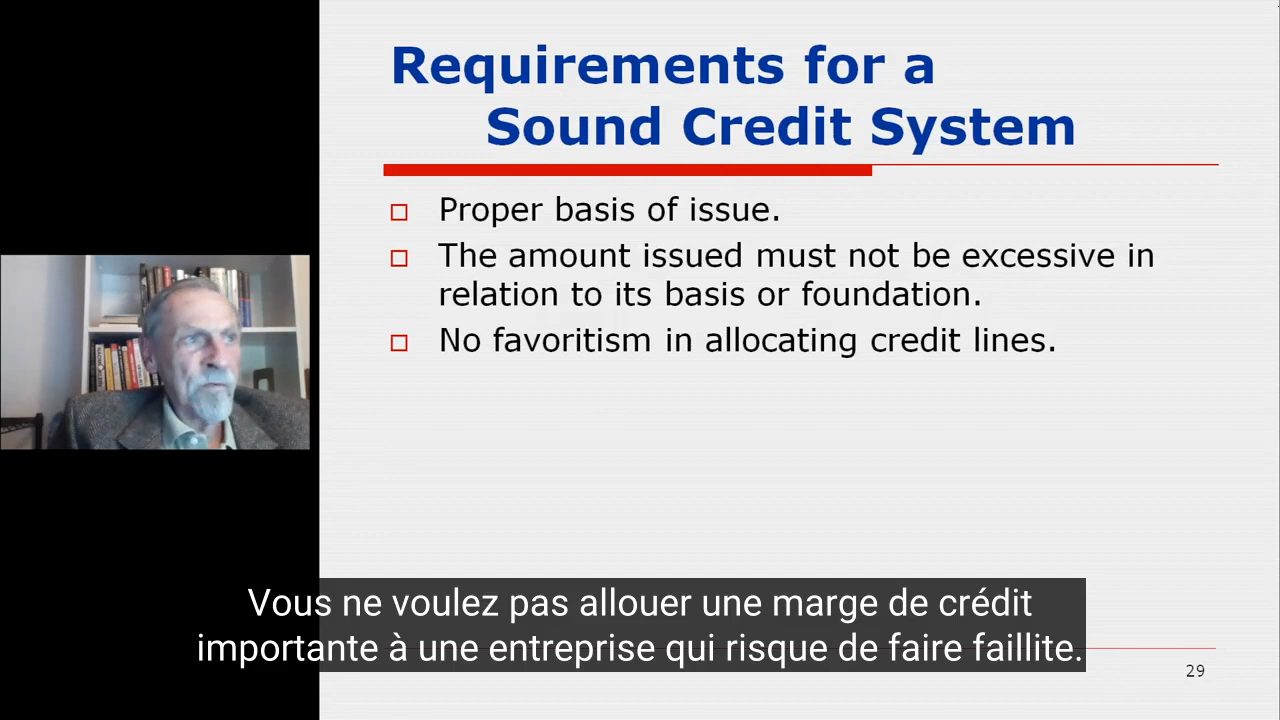 Requirements for a
Sound Credit System
Proper basis of issue.
The amount issued must not be excessive in
relation to its basis or foundation.
No favoritism in allocating credit lines.
Vous ne voulez pas allouer une marge de crédit
importante à une entreprise qui risque de faire faillite.
29